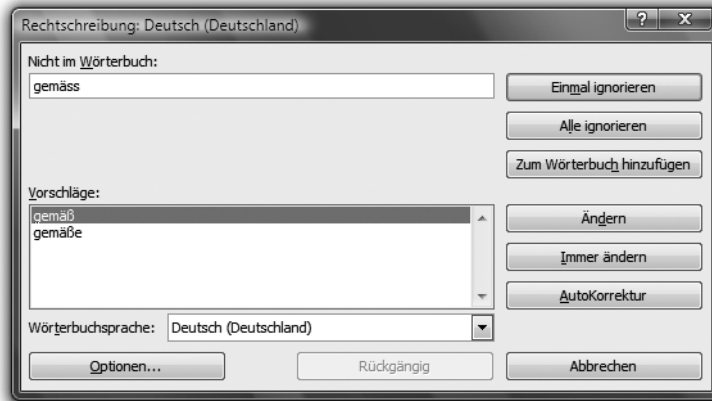 Rechtschreibung: Deutsch (Deutschland)
? X
Nicht im Wörterbuch:
gemäss
Einmal ignorieren
Alle ignorieren
Zum Wörterbuch hinzufügen
Vorschläge:
gemäß
gemäße
Ändern
Immer ändern
AutoKorrektur
Wörterbuchsprache: Deutsch (Deutschland)
Optionen... Rückgängig Abbrechen